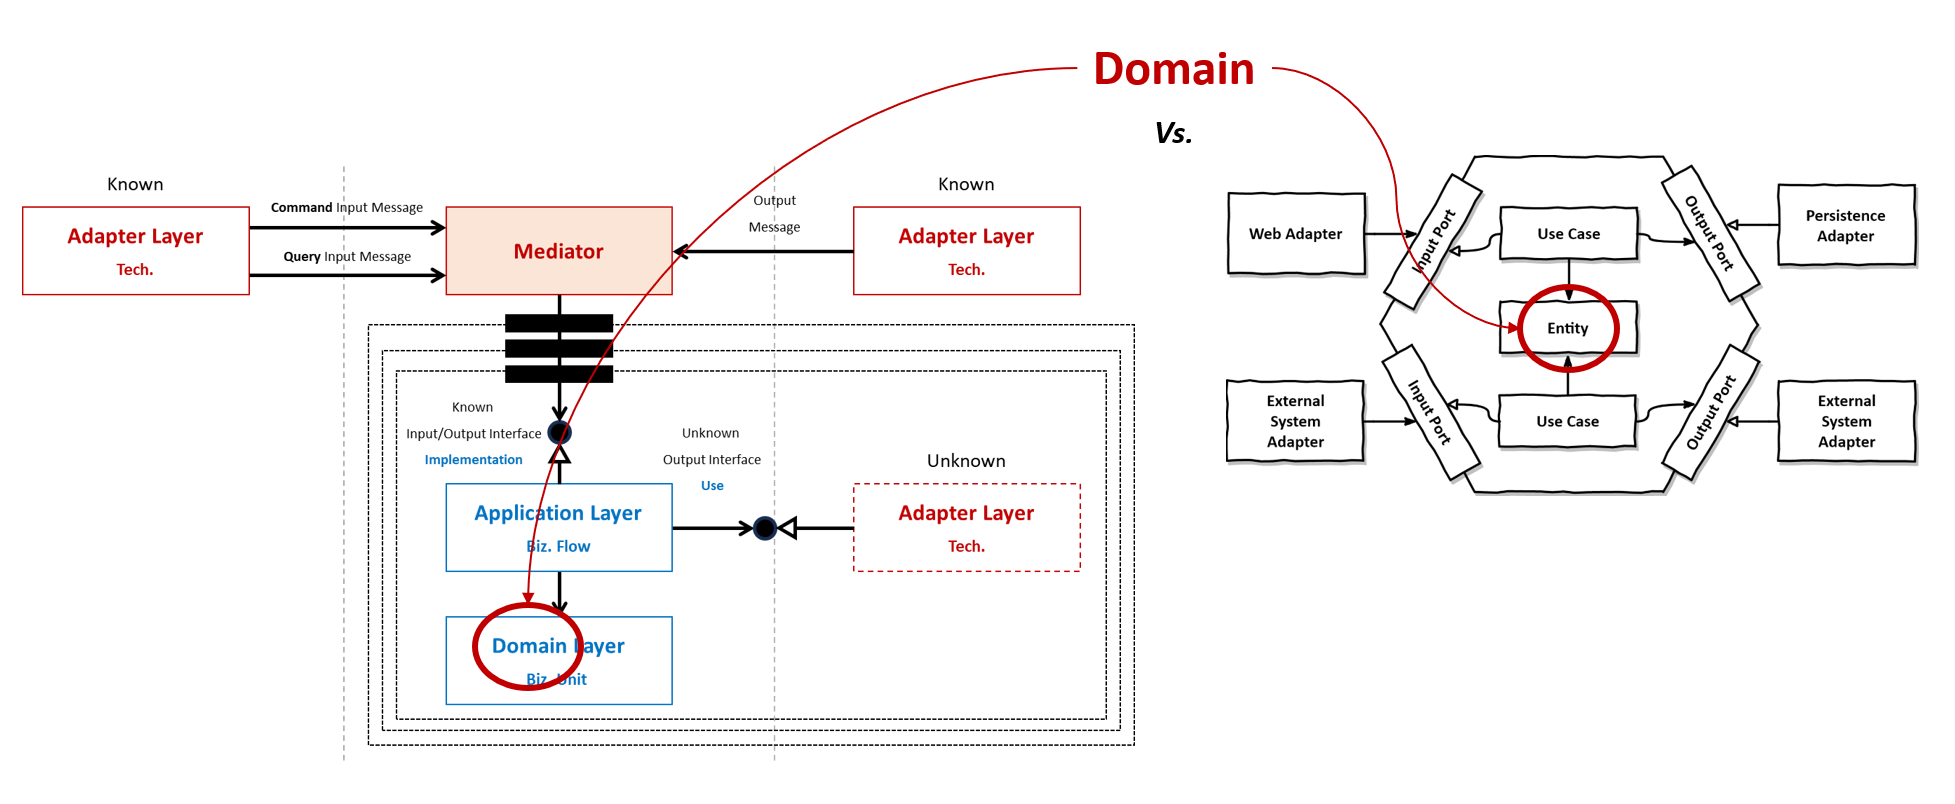 Domain
Vs.
Known
Adapter Layer
Tech.
Command Input Message
Query Input Message
Mediator
Output
Message
Known
Adapter Layer
Tech.
Known
Input/Output Interface
Implementation
Unknown
Output Interface
Use
Application Layer
Biz. Flow
Unknown
Adapter Layer
Tech.
Domain Layer
Biz. Unit
Web Adapter
Input Port
Use Case
Output Port
Persistence
Adapter
Entity
External
System
Adapter
Input Port
Use Case
Output Port
External
System
Adapter